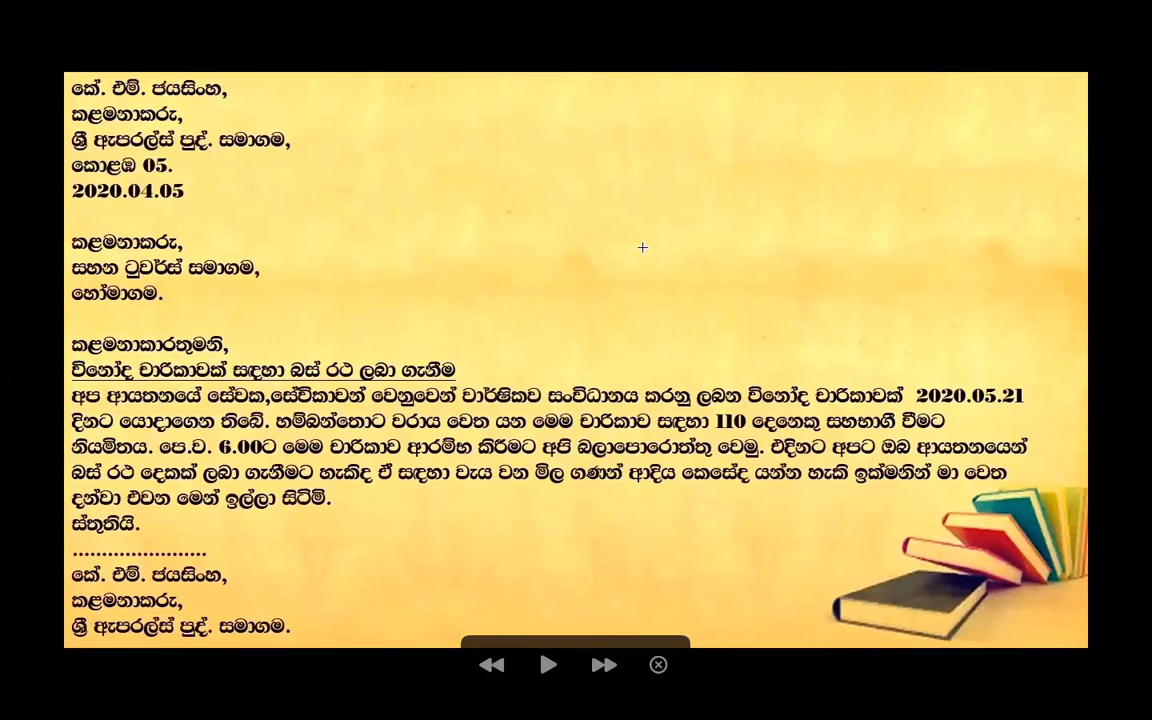 කේ. එම්. ජයසිංහ,
කළමනාකරු,
ශ්‍රී ඇපරල්ස් පුද්. සමාගම,
කොළඹ 05.
2020.04.05
කළමනාකරු,
සහන ටුවර්ස් සමාගම,
හෝමාගම.
කළමනාකාරතුමනි,
විනෝද චාරිකාවක් සඳහා බස් රථ ලබා ගැනීම
අප ආයතනයේ සේවක,සේවිකාවන් වෙනුවෙන් වාර්ෂිකව සංවිධානය කරනු ලබන විනෝද චාරිකාවක් 2020.05.21
දිනට යොදාගෙන තිබේ. හම්බන්තොට වරාය වෙත යන මෙම චාරිකාව සඳහා 110 දෙනෙකු සහභාගී වීමට
නියමිතය. පෙ.ව. 6.00ට මෙම චාරිකාව ආරම්භ කිරීමට අපි බලාපොරොත්තු වෙමු. එදිනට අපට ඔබ ආයතනයෙන්
බස් රථ දෙකක් ලබා ගැනීමට හැකිද ඒ සඳහා වැය වන මිල ගණන් ආදිය කෙසේද යන්න හැකි ඉක්මනින් මා වෙත
දන්වා එවන මෙන් ඉල්ලා සිටිමි.
ස්තූතියි.
.......................
කේ. එම්. ජයසිංහ,
කළමනාකරු,
ශ්‍රී ඇපරල්ස් පුද්. සමාගම.